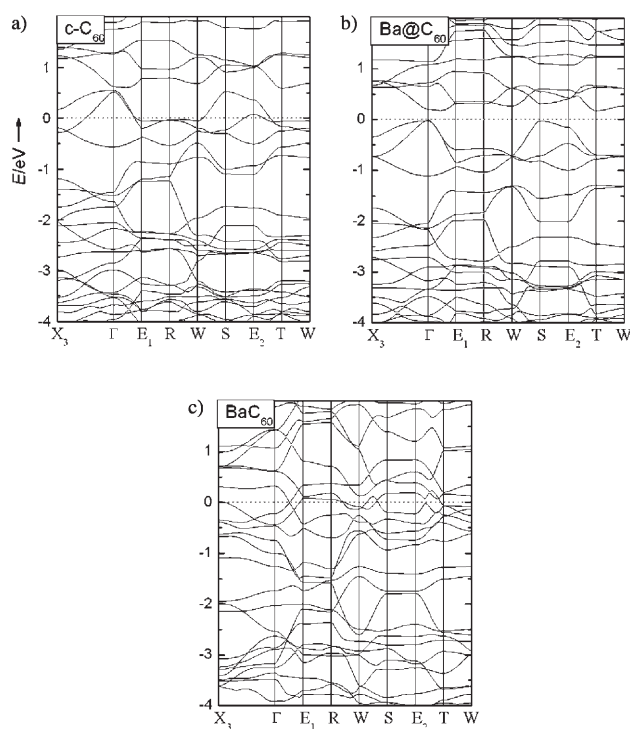 a)
c-C60
E/eV
1
0
-1
-2
-3
-4
X3 Γ E1 R W S E2 T W
b)
Ba@C60
1
0
-1
-2
-3
-4
X3 Γ E1 R W S E2 T W
c)
BaC60
1
0
-1
-2
-3
-4
X3 Γ E1 R W S E2 T W